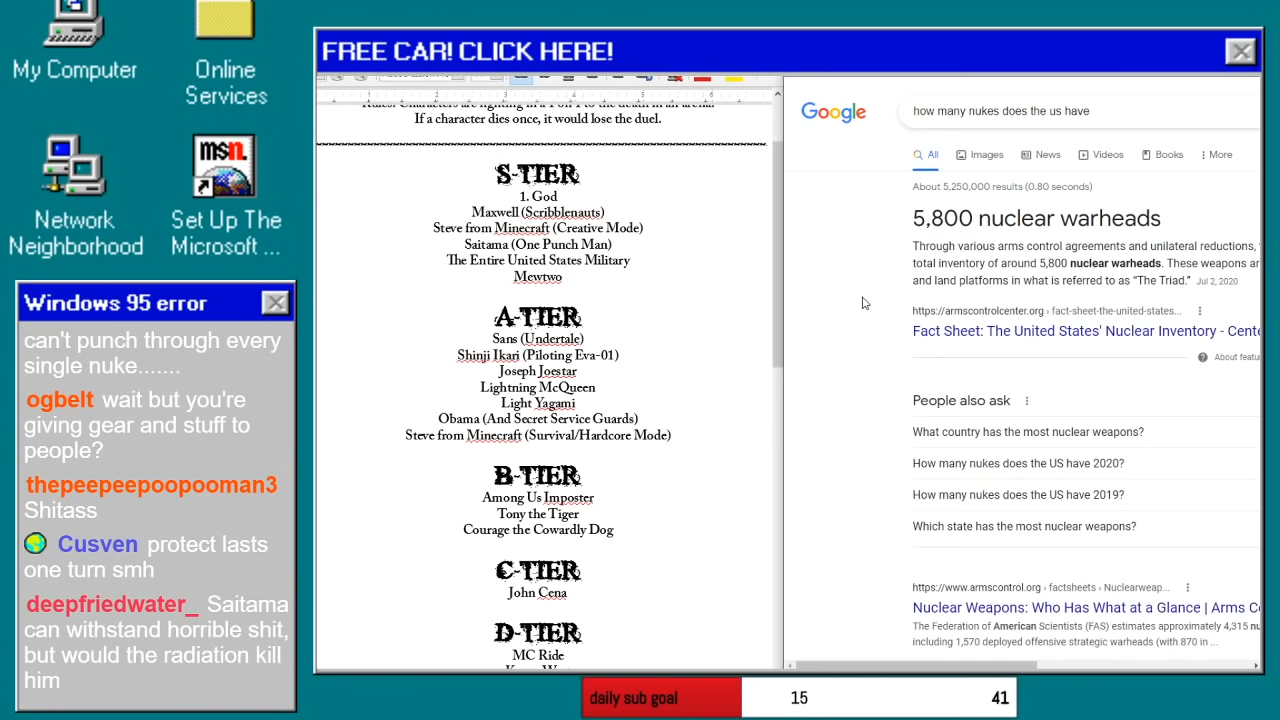 My Computer
Online
Services
Network
Neighborhood
msn.
Set Up The
Microsoft ...
Windows 95 error
can't punch through every
single nuke.......
ogbelt wait but you're
giving gear and stuff to
people?
thepeepeepoopooman3
Shitass
Cusven protect lasts
one turn smh
deepfriedwater_ Saitama
can withstand horrible shit,
but would the radiation kill
him
FREE CAR! CLICK HERE!
If a character dies once, it would lose the duel.
S-TIER
1. God
Maxwell (Scribblenauts)
Steve from Minecraft (Creative Mode)
Saitama (One Punch Man)
The Entire United States Military
Mewtwo
A-TIER
Sans (Undertale)
Shinji Ikari (Piloting Eva-01)
Joseph Joestar
Lightning McQueen
Light Yagami
Obama (And Secret Service Guards)
Steve from Minecraft (Survival/Hardcore Mode)
B-TIER
Among Us Imposter
Tony the Tiger
Courage the Cowardly Dog
C-TIER
John Cena
D-TIER
MC Ride
Google
how many nukes does the us have
All Images News Videos Books More
About 5,250,000 results (0.80 seconds)
5,800 nuclear warheads
Through various arms control agreements and unilateral reductions,
total inventory of around 5,800 nuclear warheads. These weapons ar
and land platforms in what is referred to as “The Triad.” Jul 2, 2020
https://armscontrolcenter.org › fact-sheet-the-united-states...
Fact Sheet: The United States' Nuclear Inventory - Cente
About featu
People also ask
What country has the most nuclear weapons?
How many nukes does the US have 2020?
How many nukes does the US have 2019?
Which state has the most nuclear weapons?
https://www.armscontrol.org › factsheets › Nuclearweap...
Nuclear Weapons: Who Has What at a Glance | Arms C
The Federation of American Scientists (FAS) estimates approximately 4,315 nu
including 1,570 deployed offensive strategic warheads (with 870 in ...
daily sub goal 15 41